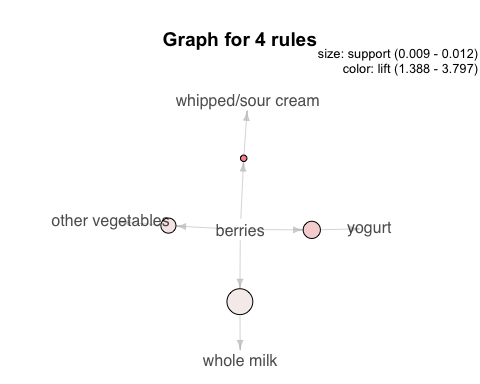 Graph for 4 rules
size: support (0.009 - 0.012)
color: lift (1.388 - 3.797)
whipped/sour cream
other vegetables
berries
yogurt
whole milk